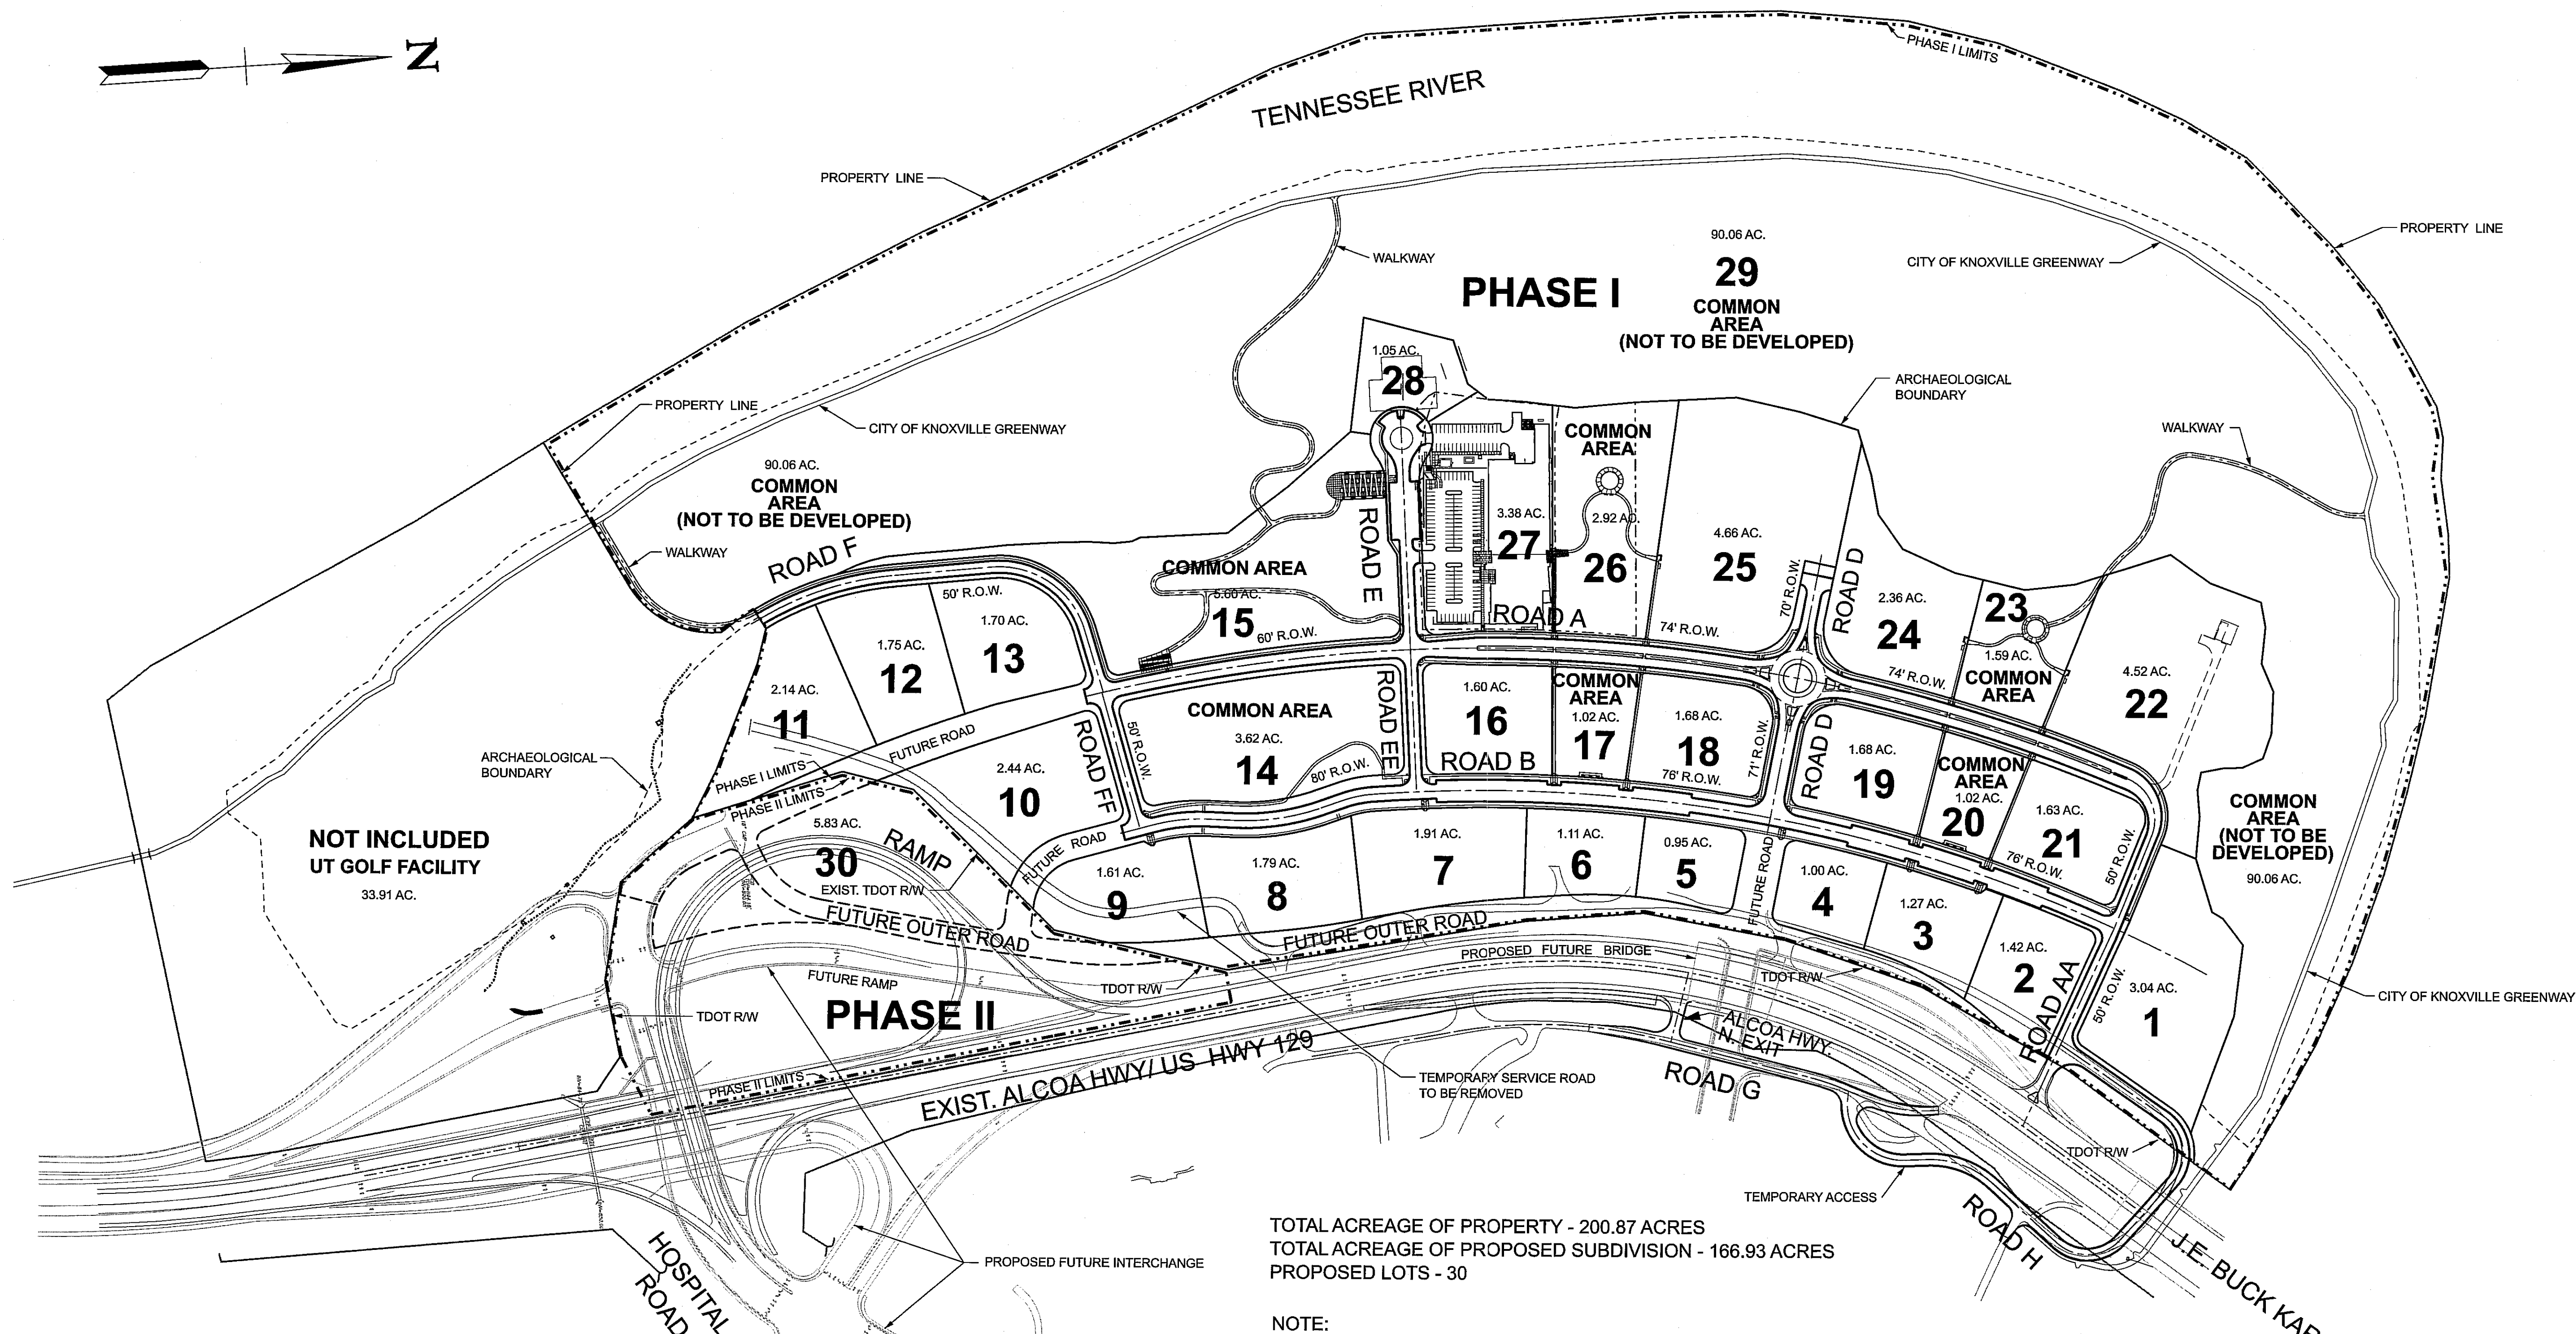 N
TENNESSEE RIVER
PHASE I LIMITS
PROPERTY LINE
PROPERTY LINE
CITY OF KNOXVILLE GREENWAY
90.06 AC.
29
COMMON
AREA
(NOT TO BE DEVELOPED)
PHASE I
WALKWAY
ARCHAEOLOGICAL
BOUNDARY
WALKWAY
PROPERTY LINE
CITY OF KNOXVILLE GREENWAY
90.06 AC.
COMMON
AREA
(NOT TO BE DEVELOPED)
WALKWAY
ROAD F
1.05 AC.
28
ROAD E
3.38 AC.
27
COMMON
AREA
2.92 AC.
26
4.66 AC.
25
70' R.O.W.
ROAD D
2.36 AC.
24
74' R.O.W.
23
1.59 AC.
COMMON
AREA
4.52 AC.
22
COMMON AREA
5.60 AC.
15
60' R.O.W.
ROAD A
74' R.O.W.
50' R.O.W.
1.70 AC.
13
1.75 AC.
12
2.14 AC.
11
FUTURE ROAD
ROAD FF
50' R.O.W.
COMMON AREA
3.62 AC.
14
80' R.O.W.
ROAD EE
1.60 AC.
16
ROAD B
COMMON
AREA
1.02 AC.
17
1.68 AC.
18
76' R.O.W.
71' R.O.W.
ROAD D
1.68 AC.
19
COMMON
AREA
1.02 AC.
20
1.63 AC.
21
76' R.O.W.
50' R.O.W.
COMMON
AREA
(NOT TO BE
DEVELOPED)
90.06 AC.
ARCHAEOLOGICAL
BOUNDARY
PHASE I LIMITS
PHASE II LIMITS
2.44 AC.
10
NOT INCLUDED
UT GOLF FACILITY
33.91 AC.
5.83 AC.
30
RAMP
EXIST. TDOT R/W
FUTURE OUTER ROAD
FUTURE ROAD
1.61 AC.
9
1.79 AC.
8
1.91 AC.
7
1.11 AC.
6
0.95 AC.
5
FUTURE ROAD
1.00 AC.
4
1.27 AC.
3
1.42 AC.
2
ROAD AA
50' R.O.W.
3.04 AC.
1
CITY OF KNOXVILLE GREENWAY
FUTURE OUTER ROAD
PROPOSED FUTURE BRIDGE
TDOT R/W
TDOT R/W
FUTURE RAMP
PHASE II
TDOT R/W
PHASE II LIMITS
EXIST. ALCOA HWY/ US HWY 129
ALCOA HWY.
N. EXIT
ROAD G
TEMPORARY SERVICE ROAD
TO BE REMOVED
TDOT R/W
TEMPORARY ACCESS
ROAD H
HOSPITAL
ROAD
PROPOSED FUTURE INTERCHANGE
TOTAL ACREAGE OF PROPERTY - 200.87 ACRES
TOTAL ACREAGE OF PROPOSED SUBDIVISION - 166.93 ACRES
PROPOSED LOTS - 30
J.E. BUCK KAR
NOTE: